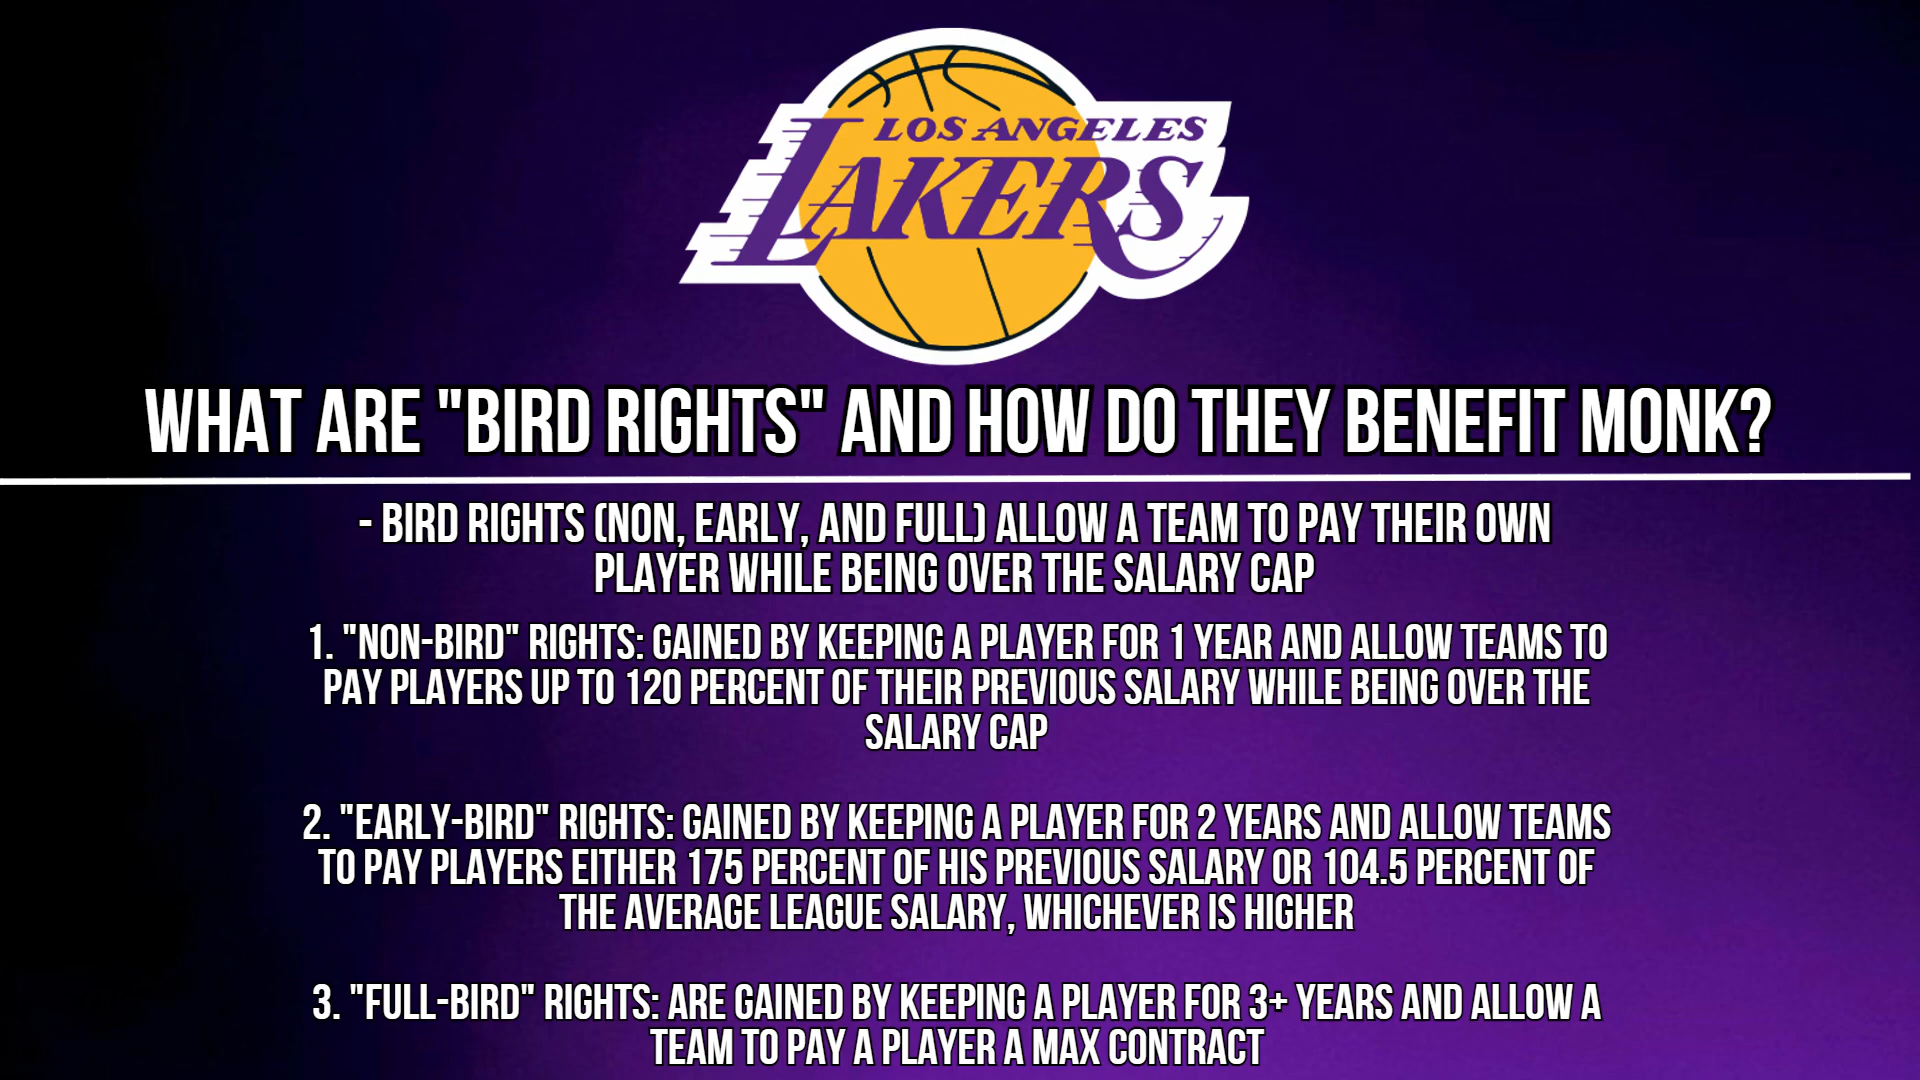 LOS ANGELES
LAKERS
WHAT ARE "BIRD RIGHTS" AND HOW DO THEY BENEFIT MONK?
- BIRD RIGHTS (NON, EARLY, AND FULL) ALLOW A TEAM TO PAY THEIR OWN
PLAYER WHILE BEING OVER THE SALARY CAP
1. "NON-BIRD" RIGHTS: GAINED BY KEEPING A PLAYER FOR 1 YEAR AND ALLOW TEAMS TO
PAY PLAYERS UP TO 120 PERCENT OF THEIR PREVIOUS SALARY WHILE BEING OVER THE
SALARY CAP
2. "EARLY-BIRD" RIGHTS: GAINED BY KEEPING A PLAYER FOR 2 YEARS AND ALLOW TEAMS
TO PAY PLAYERS EITHER 175 PERCENT OF HIS PREVIOUS SALARY OR 104.5 PERCENT OF
THE AVERAGE LEAGUE SALARY, WHICHEVER IS HIGHER
3. "FULL-BIRD" RIGHTS: ARE GAINED BY KEEPING A PLAYER FOR 3+ YEARS AND ALLOW A
TEAM TO PAY A PLAYER A MAX CONTRACT